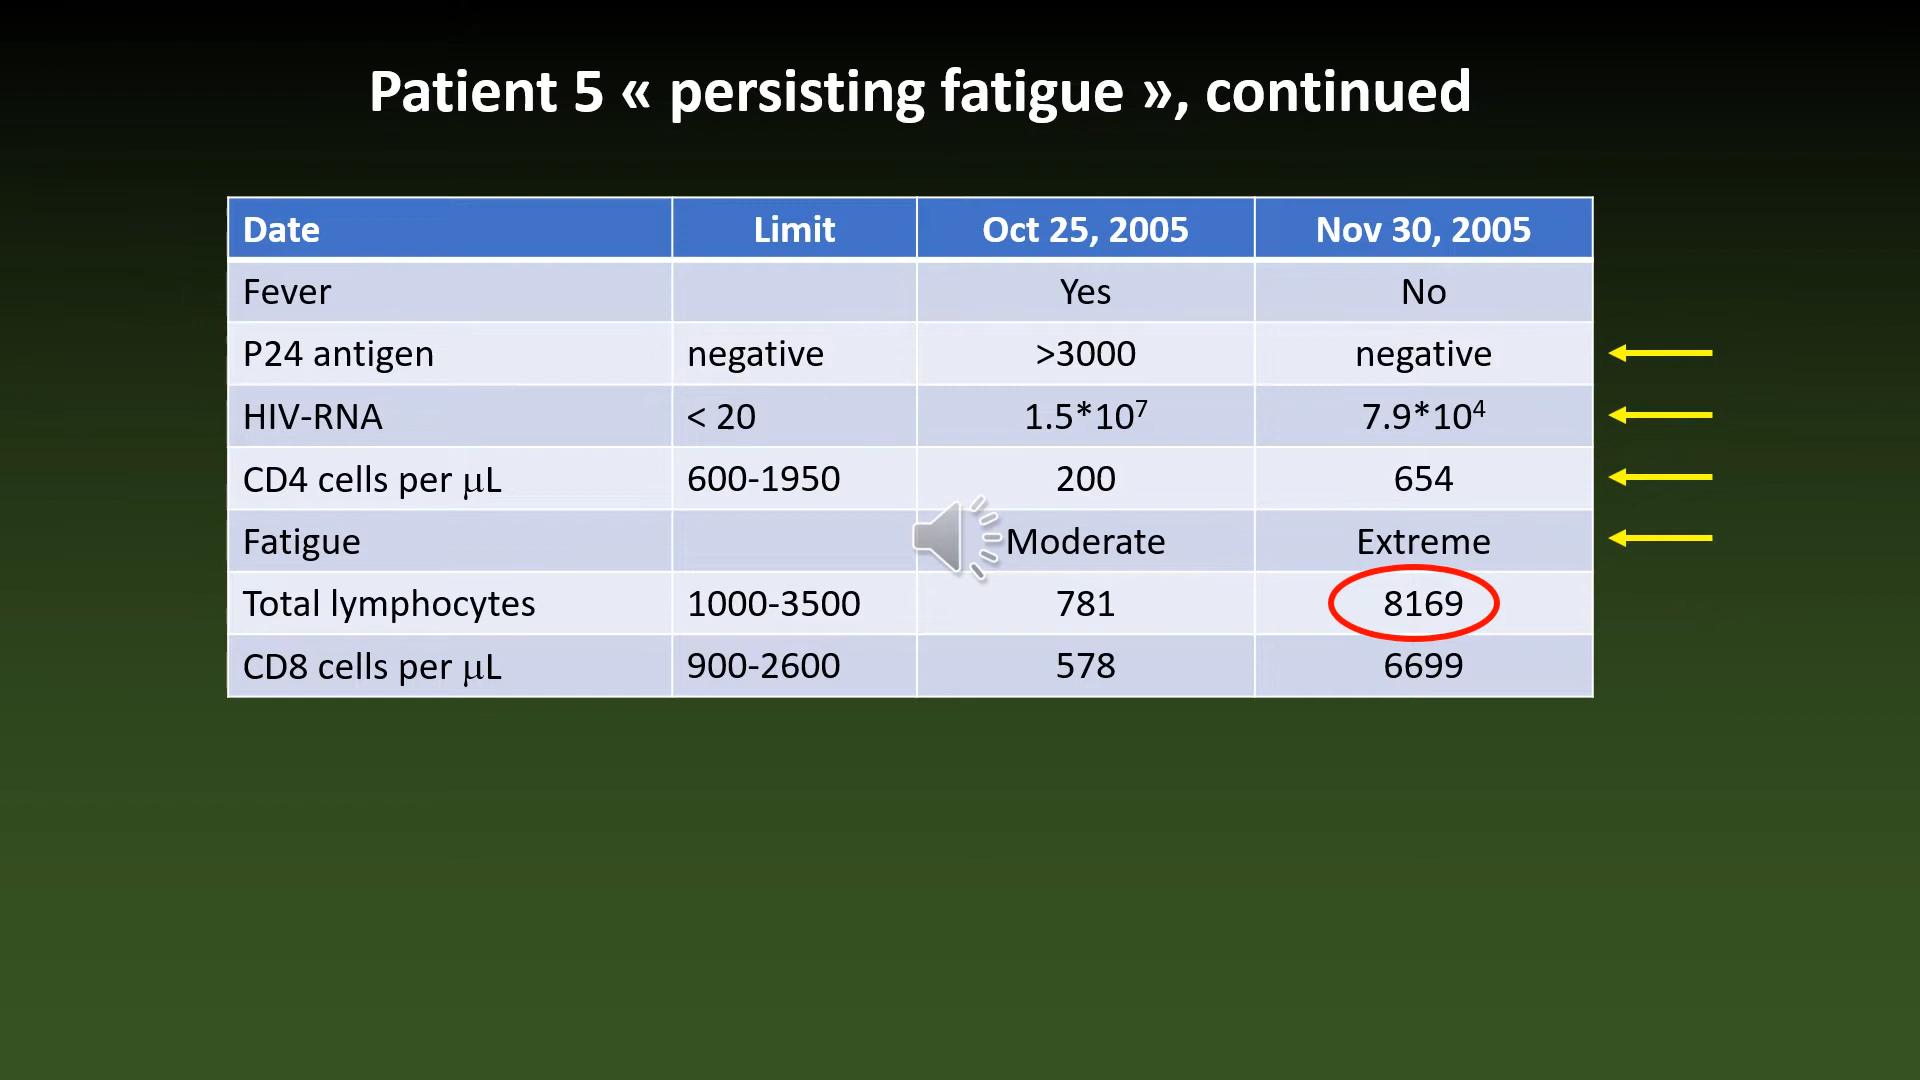 Patient 5 « persisting fatigue », continued
Date Limit Oct 25, 2005 Nov 30, 2005
Fever Yes No
P24 antigen negative >3000 negative
HIV-RNA < 20 1.5*10⁷ 7.9*10⁴
CD4 cells per μL 600-1950 200 654
Fatigue Moderate Extreme
Total lymphocytes 1000-3500 781 8169
CD8 cells per μL 900-2600 578 6699